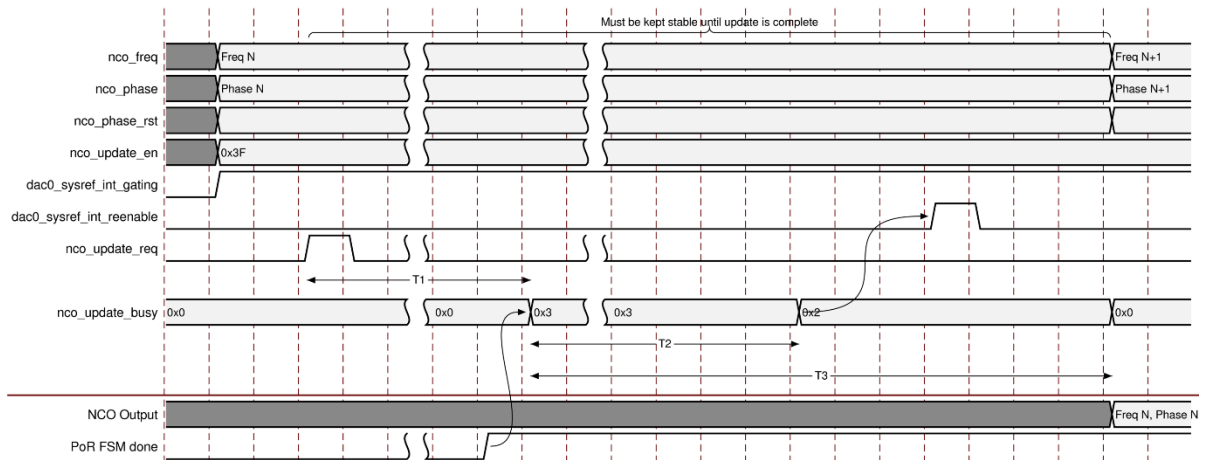 Must be kept stable until update is complete
nco_freq Freq N Freq N+1
nco_phase Phase N Phase N+1
nco_phase_rst
nco_update_en 0x3F
dac0_sysref_int_gating
dac0_sysref_int_reenable
nco_update_req
T1
nco_update_busy 0x0 0x0 0x3 0x3 0x2 0x0
T2
T3
NCO Output Freq N, Phase N
PoR FSM done